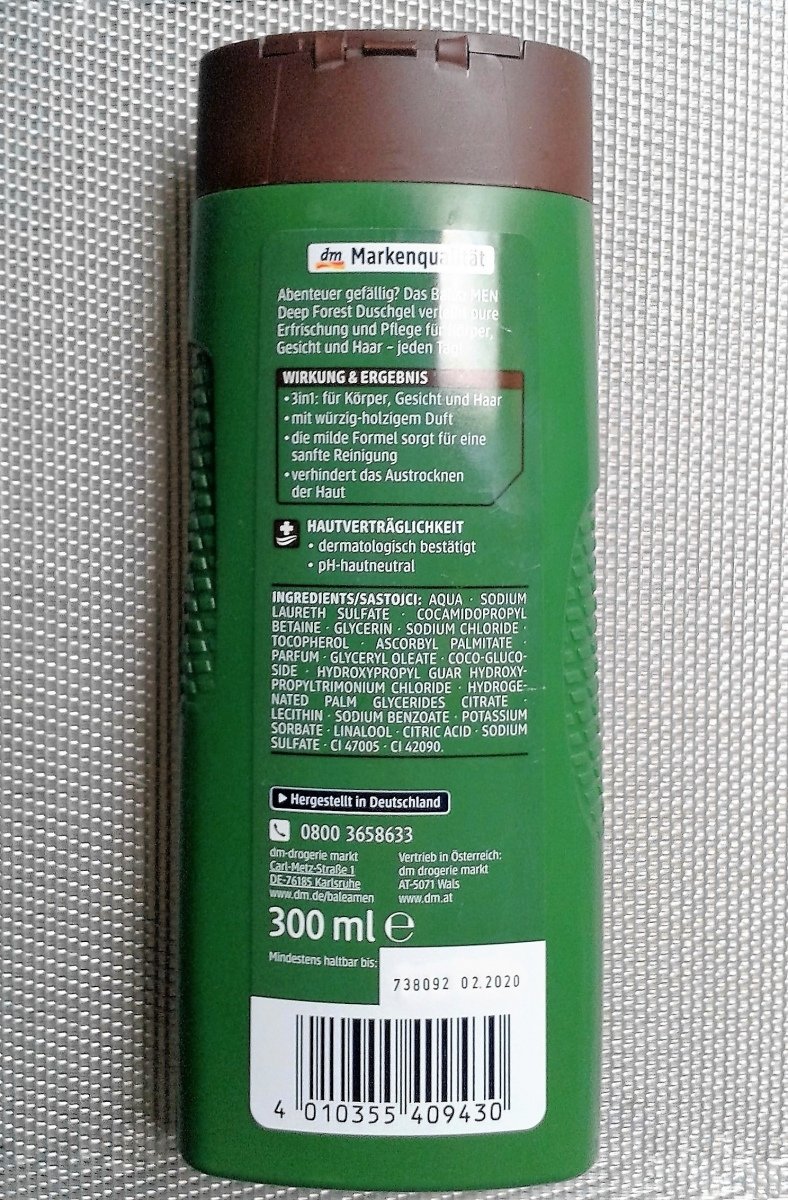 dm Markenqualität
Abenteuer gefällig? Das Balea MEN
Deep Forest Duschgel verleiht pure
Erfrischung und Pflege für Körper,
Gesicht und Haar – jeden Tag!
WIRKUNG & ERGEBNIS
• 3in1: für Körper, Gesicht und Haar
• mit würzig-holzigem Duft
• die milde Formel sorgt für eine
sanfte Reinigung
• verhindert das Austrocknen
der Haut
HAUTVERTRÄGLICHKEIT
• dermatologisch bestätigt
• pH-hautneutral
INGREDIENTS/SASTOJCI: AQUA · SODIUM
LAURETH SULFATE · COCAMIDOPROPYL
BETAINE · GLYCERIN · SODIUM CHLORIDE ·
TOCOPHEROL · ASCORBYL PALMITATE ·
PARFUM · GLYCERYL OLEATE · COCO-GLUCO-
SIDE · HYDROXYPROPYL GUAR HYDROXY-
PROPYLTRIMONIUM CHLORIDE · HYDROGE-
NATED PALM GLYCERIDES CITRATE ·
LECITHIN · SODIUM BENZOATE · POTASSIUM
SORBATE · LINALOOL · CITRIC ACID · SODIUM
SULFATE · CI 47005 · CI 42090.
Hergestellt in Deutschland
0800 3658633
dm-drogerie markt
Carl-Metz-Straße 1
DE-76185 Karlsruhe
www.dm.de/baleamen
Vertrieb in Österreich:
dm drogerie markt
AT-5071 Wals
www.dm.at
300 ml ℮
Mindestens haltbar bis:
738092 02.2020
4 010355 409430